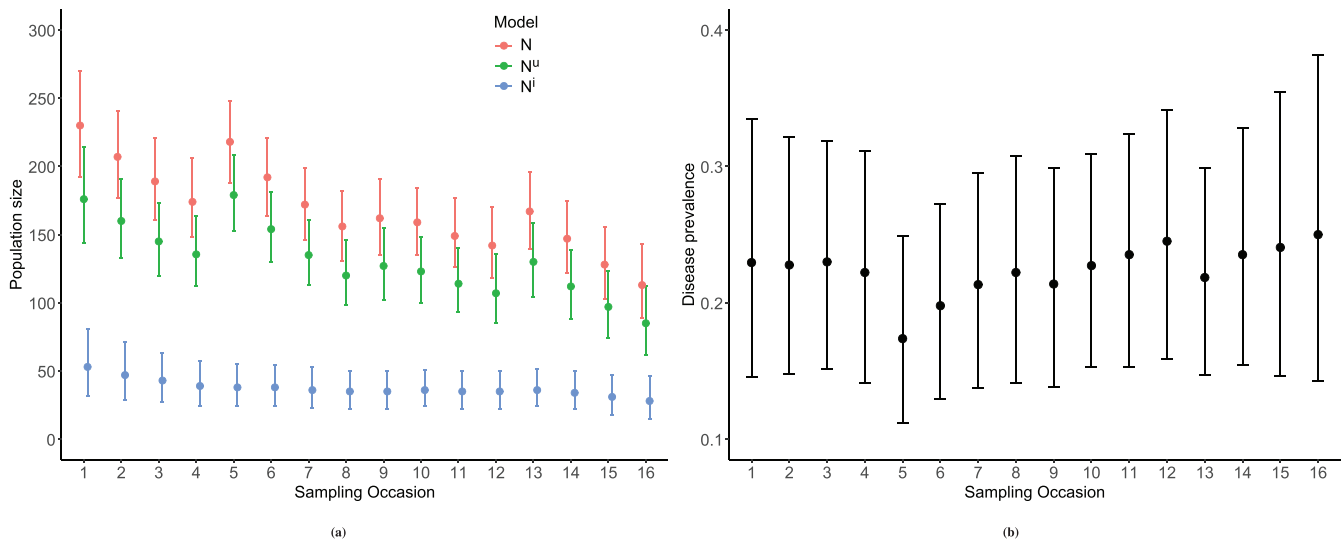 Model
N
N^u
N^i
Population size
300
250
200
150
100
50
0
1 2 3 4 5 6 7 8 9 10 11 12 13 14 15 16
Sampling Occasion
(a)
Disease prevalence
0.4
0.3
0.2
0.1
1 2 3 4 5 6 7 8 9 10 11 12 13 14 15 16
Sampling Occasion
(b)